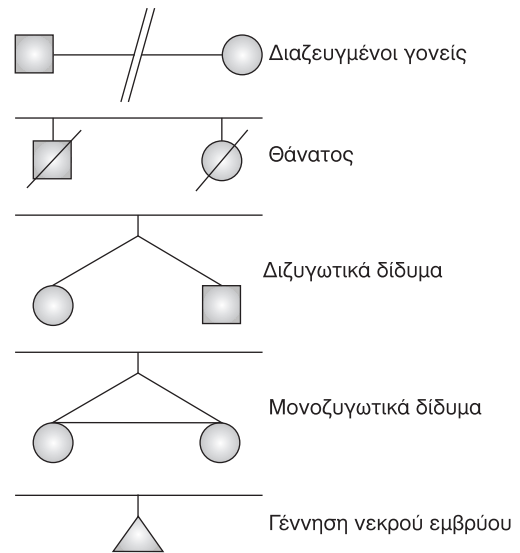 Διαζευγμένοι γονείς
Θάνατος
Διζυγωτικά δίδυμα
Μονοζυγωτικά δίδυμα
Γέννηση νεκρού εμβρύου